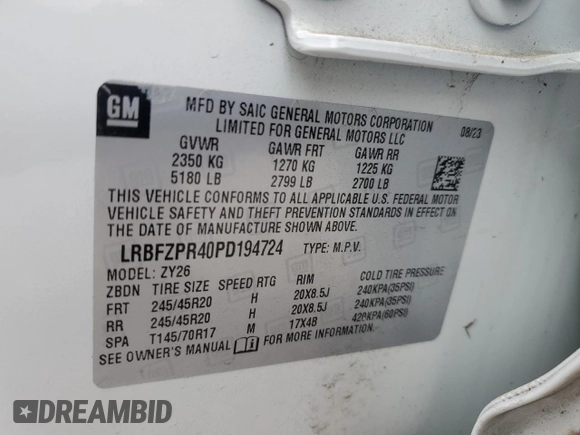 GM
MFD BY SAIC GENERAL MOTORS CORPORATION
LIMITED FOR GENERAL MOTORS LLC
08/23
GVWR GAWR FRT GAWR RR
2350 KG 1270 KG 1225 KG
5180 LB 2799 LB 2700 LB
THIS VEHICLE CONFORMS TO ALL APPLICABLE U.S. FEDERAL MOTOR
VEHICLE SAFETY AND THEFT PREVENTION STANDARDS IN EFFECT ON
THE DATE OF MANUFACTURE SHOWN ABOVE.
LRBFZPR40PD194724 TYPE: M.P.V.
MODEL: ZY26
ZBDN TIRE SIZE SPEED RTG RIM COLD TIRE PRESSURE
FRT 245/45R20 H 20X8.5J 240KPA(35PSI)
RR 245/45R20 H 20X8.5J 240KPA(35PSI)
SPA T145/70R17 M 17X4B 420KPA(60PSI)
SEE OWNER'S MANUAL FOR MORE INFORMATION.
DREAMBID